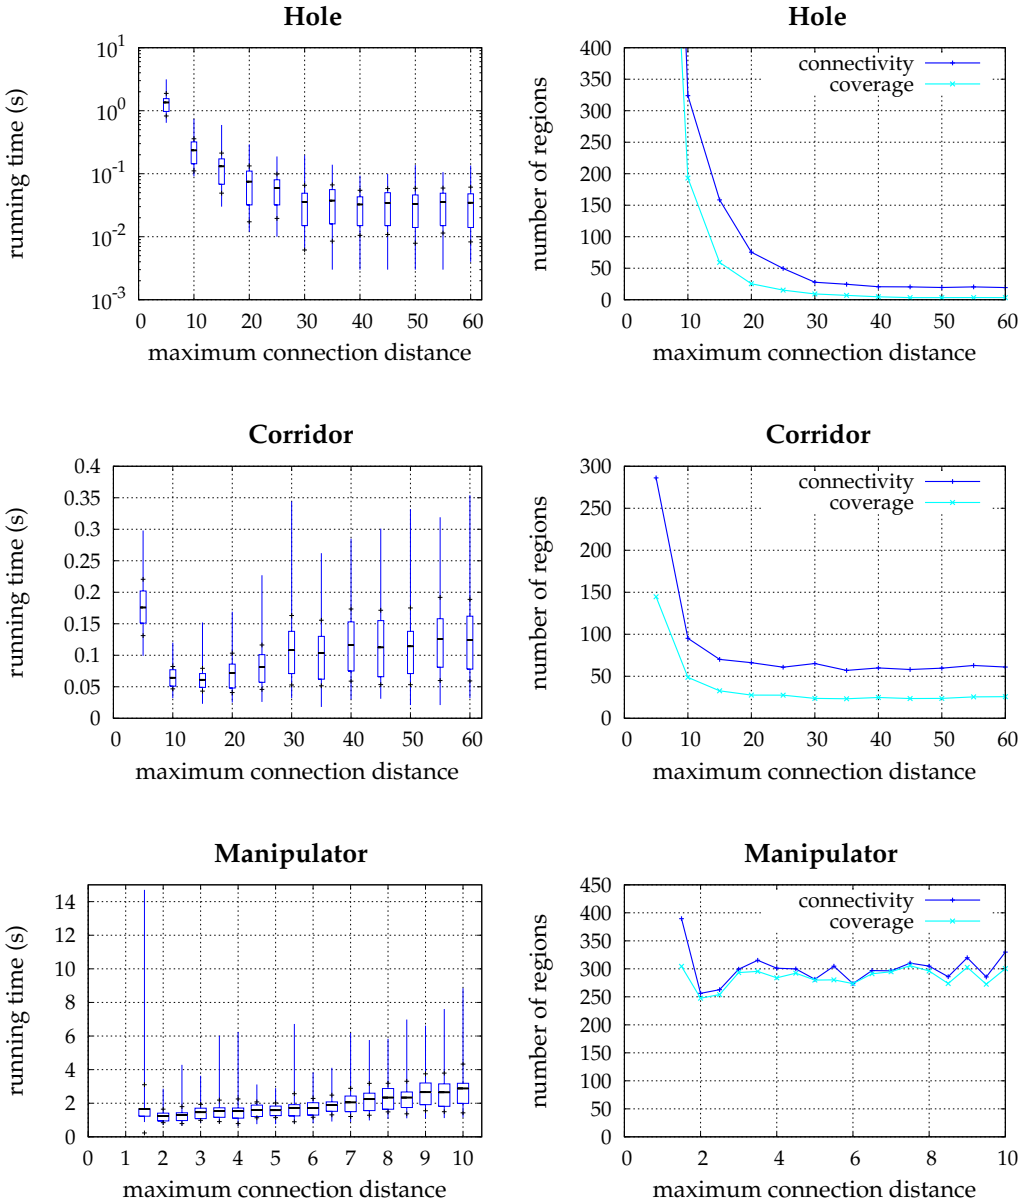 Hole
running time (s)
10^1
10^0
10^-1
10^-2
10^-3
0 10 20 30 40 50 60
maximum connection distance
Hole
number of regions
connectivity
coverage
400
350
300
250
200
150
100
50
0
0 10 20 30 40 50 60
maximum connection distance
Corridor
running time (s)
0.4
0.35
0.3
0.25
0.2
0.15
0.1
0.05
0
0 10 20 30 40 50 60
maximum connection distance
Corridor
number of regions
connectivity
coverage
300
250
200
150
100
50
0
0 10 20 30 40 50 60
maximum connection distance
Manipulator
running time (s)
14
12
10
8
6
4
2
0
0 1 2 3 4 5 6 7 8 9 10
maximum connection distance
Manipulator
number of regions
connectivity
coverage
450
400
350
300
250
200
150
100
50
0
0 2 4 6 8 10
maximum connection distance